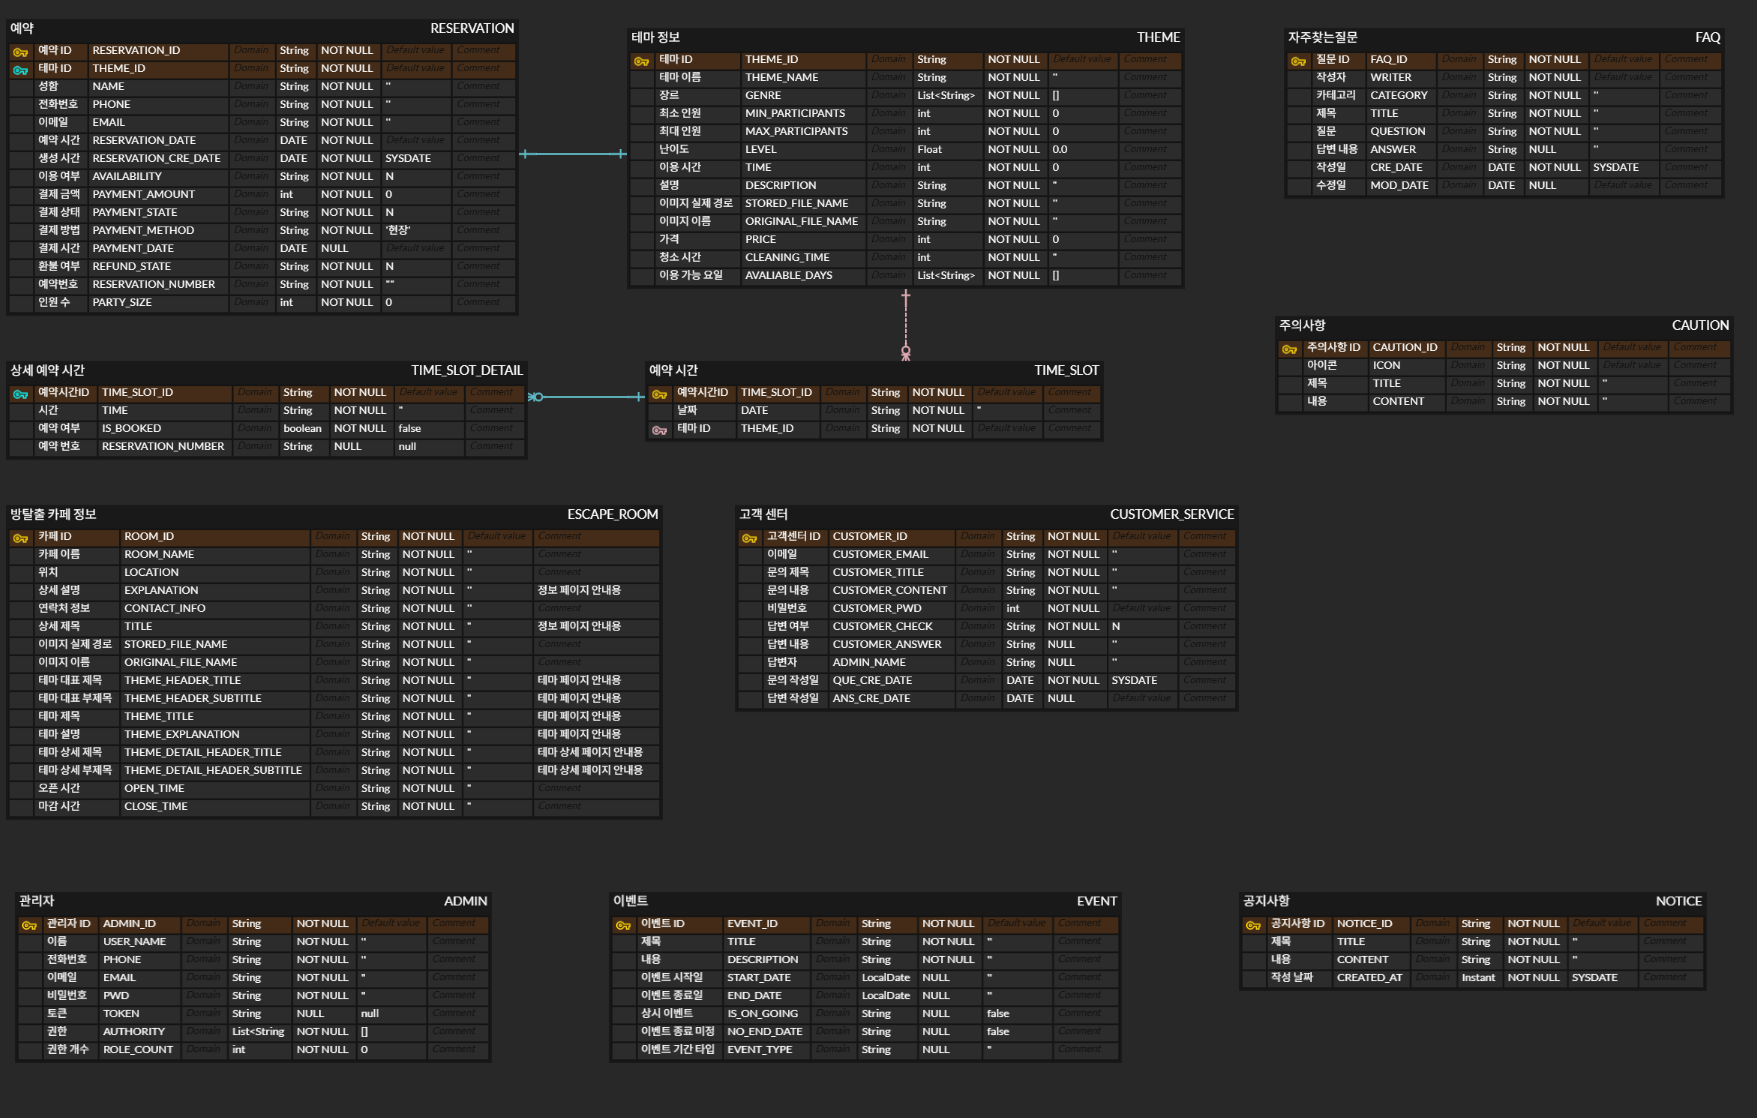 예약 RESERVATION
예약 ID RESERVATION_ID Domain String NOT NULL Default value Comment
테마 ID THEME_ID Domain String NOT NULL Default value Comment
성함 NAME Domain String NOT NULL '' Comment
전화번호 PHONE Domain String NOT NULL '' Comment
이메일 EMAIL Domain String NOT NULL '' Comment
예약 시간 RESERVATION_DATE Domain DATE NOT NULL Default value Comment
생성 시간 RESERVATION_CRE_DATE Domain DATE NOT NULL SYSDATE Comment
이용 여부 AVAILABILITY Domain String NOT NULL N Comment
결제 금액 PAYMENT_AMOUNT Domain int NOT NULL 0 Comment
결제 상태 PAYMENT_STATE Domain String NOT NULL N Comment
결제 방법 PAYMENT_METHOD Domain String NOT NULL '현장' Comment
결제 시간 PAYMENT_DATE Domain DATE NULL Default value Comment
환불 여부 REFUND_STATE Domain String NOT NULL N Comment
예약번호 RESERVATION_NUMBER Domain String NOT NULL "" Comment
인원 수 PARTY_SIZE Domain int NOT NULL 0 Comment
테마 정보 THEME
테마 ID THEME_ID Domain String NOT NULL Default value Comment
테마 이름 THEME_NAME Domain String NOT NULL '' Comment
장르 GENRE Domain List<String> NOT NULL [] Comment
최소 인원 MIN_PARTICIPANTS Domain int NOT NULL 0 Comment
최대 인원 MAX_PARTICIPANTS Domain int NOT NULL 0 Comment
난이도 LEVEL Domain Float NOT NULL 0.0 Comment
이용 시간 TIME Domain int NOT NULL 0 Comment
설명 DESCRIPTION Domain String NOT NULL '' Comment
이미지 실제 경로 STORED_FILE_NAME Domain String NOT NULL '' Comment
이미지 이름 ORIGINAL_FILE_NAME Domain String NOT NULL '' Comment
가격 PRICE Domain int NOT NULL 0 Comment
청소 시간 CLEANING_TIME Domain int NOT NULL '' Comment
이용 가능 요일 AVALIABLE_DAYS Domain List<String> NOT NULL [] Comment
자주찾는질문 FAQ
질문 ID FAQ_ID Domain String NOT NULL Default value Comment
작성자 WRITER Domain String NOT NULL Default value Comment
카테고리 CATEGORY Domain String NOT NULL '' Comment
제목 TITLE Domain String NOT NULL '' Comment
질문 QUESTION Domain String NOT NULL '' Comment
답변 내용 ANSWER Domain String NULL '' Comment
작성일 CRE_DATE Domain DATE NOT NULL SYSDATE Comment
수정일 MOD_DATE Domain DATE NULL Default value Comment
주의사항 CAUTION
주의사항 ID CAUTION_ID Domain String NOT NULL Default value Comment
아이콘 ICON Domain String NOT NULL Default value Comment
제목 TITLE Domain String NOT NULL '' Comment
내용 CONTENT Domain String NOT NULL '' Comment
상세 예약 시간 TIME_SLOT_DETAIL
예약시간ID TIME_SLOT_ID Domain String NOT NULL Default value Comment
시간 TIME Domain String NOT NULL '' Comment
예약 여부 IS_BOOKED Domain boolean NOT NULL false Comment
예약 번호 RESERVATION_NUMBER Domain String NULL null Comment
예약 시간 TIME_SLOT
예약시간ID TIME_SLOT_ID Domain String NOT NULL Default value Comment
날짜 DATE Domain String NOT NULL '' Comment
테마 ID THEME_ID Domain String NOT NULL Default value Comment
방탈출 카페 정보 ESCAPE_ROOM
카페 ID ROOM_ID Domain String NOT NULL Default value Comment
카페 이름 ROOM_NAME Domain String NOT NULL '' Comment
위치 LOCATION Domain String NOT NULL '' Comment
상세 설명 EXPLANATION Domain String NOT NULL '' 정보 페이지 안내용
연락처 정보 CONTACT_INFO Domain String NOT NULL '' Comment
상세 제목 TITLE Domain String NOT NULL '' 정보 페이지 안내용
이미지 실제 경로 STORED_FILE_NAME Domain String NOT NULL '' Comment
이미지 이름 ORIGINAL_FILE_NAME Domain String NOT NULL '' Comment
테마 대표 제목 THEME_HEADER_TITLE Domain String NOT NULL '' 테마 페이지 안내용
테마 대표 부제목 THEME_HEADER_SUBTITLE Domain String NOT NULL '' 테마 페이지 안내용
테마 제목 THEME_TITLE Domain String NOT NULL '' 테마 페이지 안내용
테마 설명 THEME_EXPLANATION Domain String NOT NULL '' 테마 페이지 안내용
테마 상세 제목 THEME_DETAIL_HEADER_TITLE Domain String NOT NULL '' 테마 상세 페이지 안내용
테마 상세 부제목 THEME_DETAIL_HEADER_SUBTITLE Domain String NOT NULL '' 테마 상세 페이지 안내용
오픈 시간 OPEN_TIME Domain String NOT NULL '' Comment
마감 시간 CLOSE_TIME Domain String NOT NULL '' Comment
고객 센터 CUSTOMER_SERVICE
고객센터 ID CUSTOMER_ID Domain String NOT NULL Default value Comment
이메일 CUSTOMER_EMAIL Domain String NOT NULL '' Comment
문의 제목 CUSTOMER_TITLE Domain String NOT NULL '' Comment
문의 내용 CUSTOMER_CONTENT Domain String NOT NULL '' Comment
비밀번호 CUSTOMER_PWD Domain int NOT NULL Default value Comment
답변 여부 CUSTOMER_CHECK Domain String NOT NULL N Comment
답변 내용 CUSTOMER_ANSWER Domain String NULL '' Comment
답변자 ADMIN_NAME Domain String NULL '' Comment
문의 작성일 QUE_CRE_DATE Domain DATE NOT NULL SYSDATE Comment
답변 작성일 ANS_CRE_DATE Domain DATE NULL Default value Comment
관리자 ADMIN
관리자 ID ADMIN_ID Domain String NOT NULL Default value Comment
이름 USER_NAME Domain String NOT NULL '' Comment
전화번호 PHONE Domain String NOT NULL '' Comment
이메일 EMAIL Domain String NOT NULL '' Comment
비밀번호 PWD Domain String NOT NULL '' Comment
토큰 TOKEN Domain String NULL null Comment
권한 AUTHORITY Domain List<String NOT NULL [] Comment
권한 개수 ROLE_COUNT Domain int NOT NULL 0 Comment
이벤트 EVENT
이벤트 ID EVENT_ID Domain String NOT NULL Default value Comment
제목 TITLE Domain String NOT NULL '' Comment
내용 DESCRIPTION Domain String NOT NULL '' Comment
이벤트 시작일 START_DATE Domain LocalDate NULL '' Comment
이벤트 종료일 END_DATE Domain LocalDate NULL '' Comment
상시 이벤트 IS_ON_GOING Domain String NULL false Comment
이벤트 종료 미정 NO_END_DATE Domain String NULL false Comment
이벤트 기간 타입 EVENT_TYPE Domain String NULL '' Comment
공지사항 NOTICE
공지사항 ID NOTICE_ID Domain String NOT NULL Default value Comment
제목 TITLE Domain String NOT NULL '' Comment
내용 CONTENT Domain String NOT NULL '' Comment
작성 날짜 CREATED_AT Domain Instant NOT NULL SYSDATE Comment